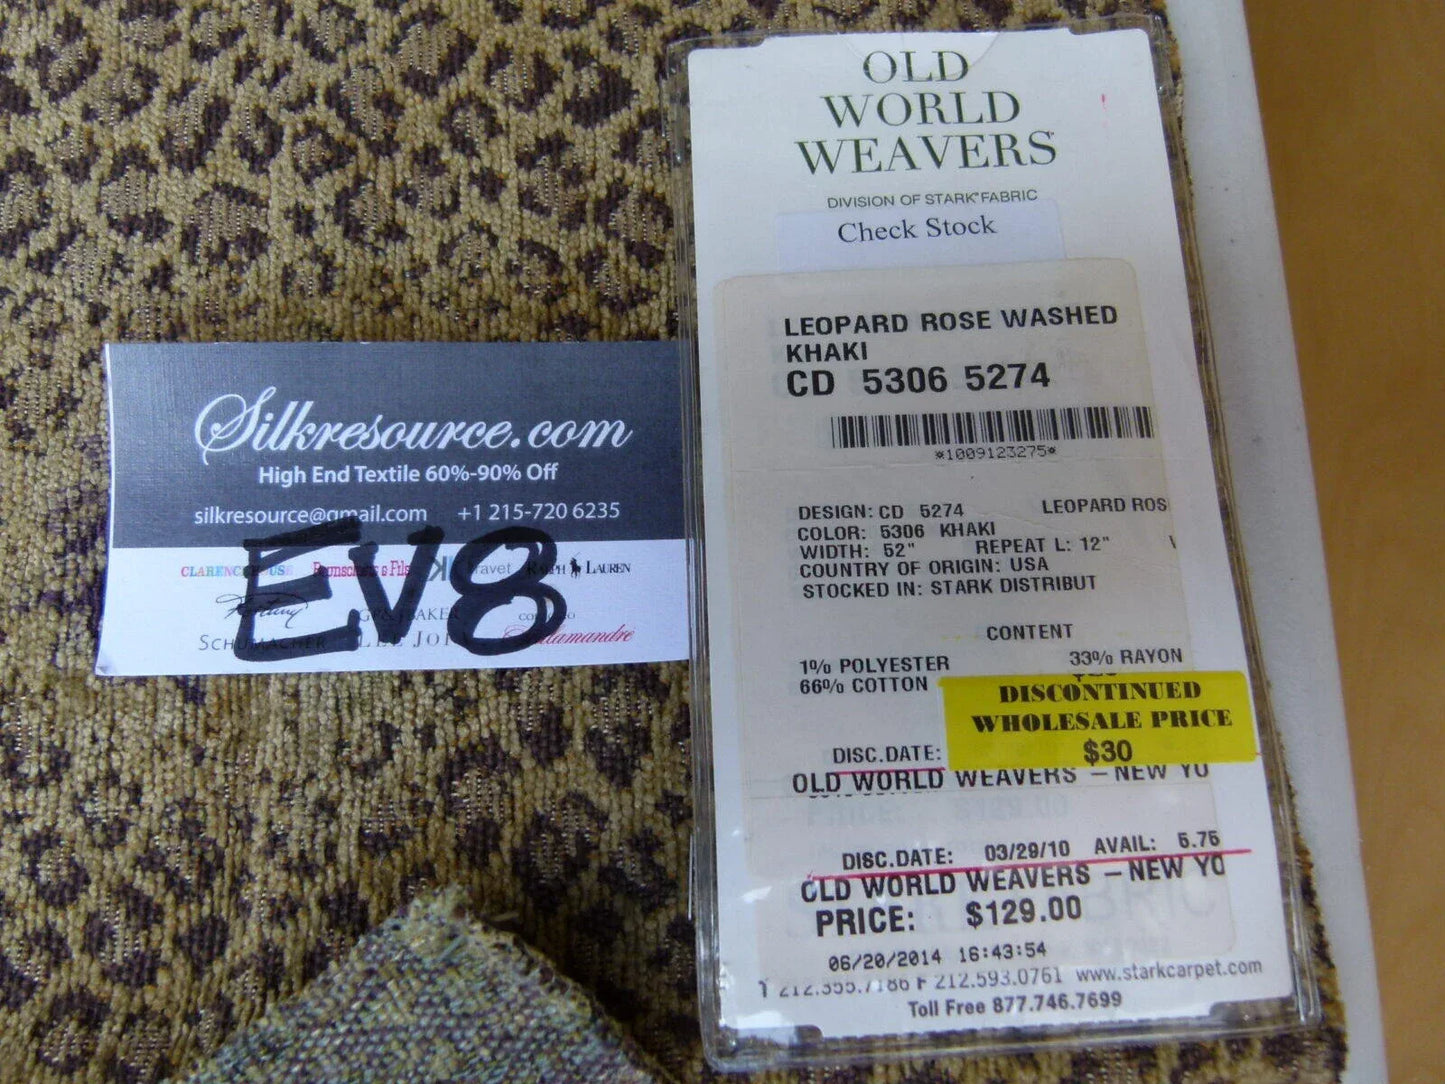 Silkresource.com
High End Textile 60%-90% Off
silkresource@gmail.com +1 215-720 6235
EV8
RALPH LAUREN
SCHUMACHER
OLD
WORLD
WEAVERS
DIVISION OF STARK FABRIC
Check Stock
LEOPARD ROSE WASHED
KHAKI
CD 5306 5274
*1009123275*
DESIGN: CD 5274 LEOPARD ROS
COLOR: 5306 KHAKI
WIDTH: 52" REPEAT L: 12"
COUNTRY OF ORIGIN: USA
STOCKED IN: STARK DISTRIBUT
CONTENT
1% POLYESTER 33% RAYON
66% COTTON
DISCONTINUED
WHOLESALE PRICE
$30
DISC.DATE:
OLD WORLD WEAVERS – NEW YO
DISC.DATE: 03/29/10 AVAIL: 5.75
OLD WORLD WEAVERS – NEW YO
PRICE: $129.00
06/20/2014 16:43:54
F 212.593.0761 www.starkcarpet.com
Toll Free 877.746.7699